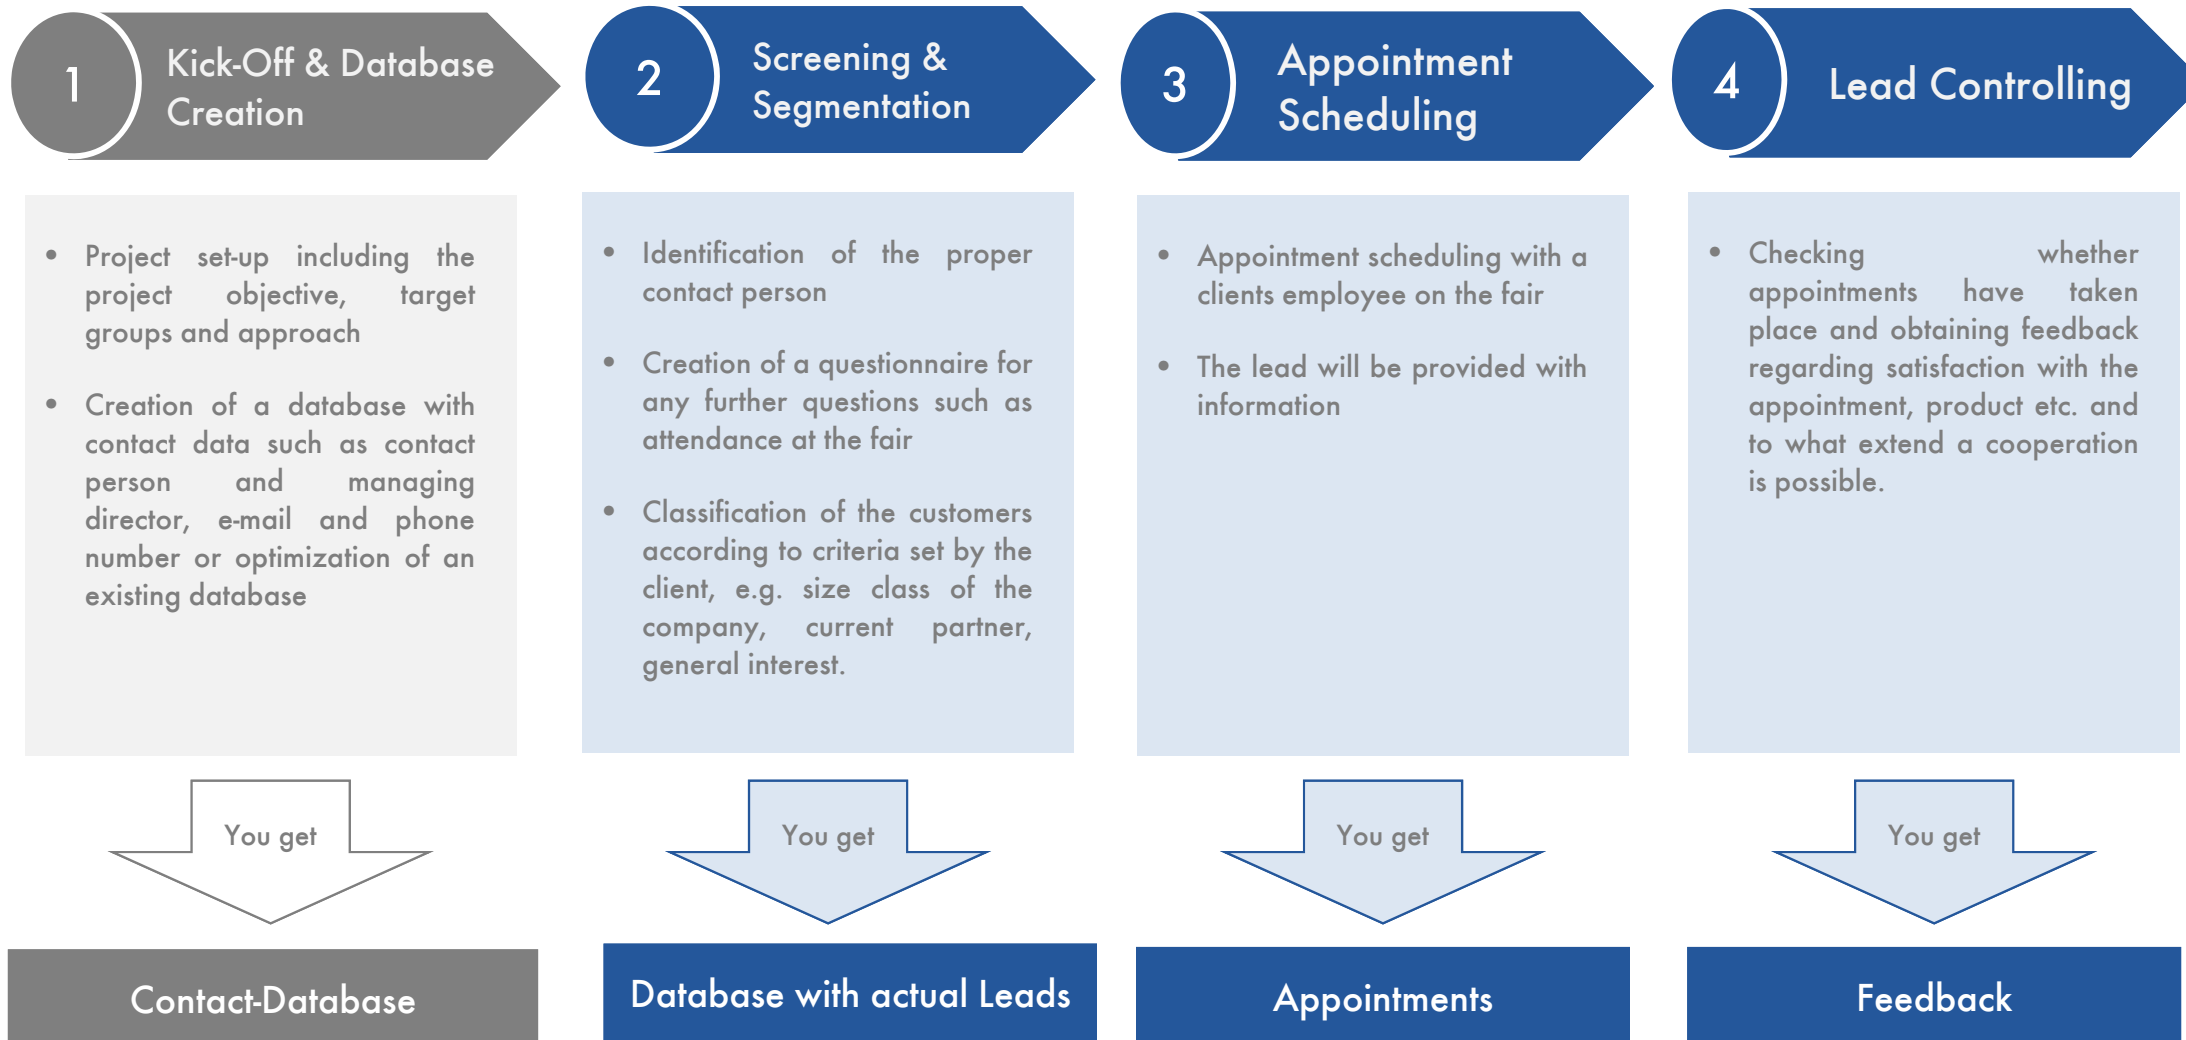 1
Kick-Off & Database
Creation
2
Screening &
Segmentation
3
Appointment
Scheduling
4
Lead Controlling
• Project set-up including the
project objective, target
groups and approach
• Creation of a database with
contact data such as contact
person and managing
director, e-mail and phone
number or optimization of an
existing database
• Identification of the proper
contact person
• Creation of a questionnaire for
any further questions such as
attendance at the fair
• Classification of the customers
according to criteria set by the
client, e.g. size class of the
company, current partner,
general interest.
• Appointment scheduling with a
clients employee on the fair
• The lead will be provided with
information
• Checking whether
appointments have taken
place and obtaining feedback
regarding satisfaction with the
appointment, product etc. and
to what extend a cooperation
is possible.
You get
You get
You get
You get
Contact-Database
Database with actual Leads
Appointments
Feedback